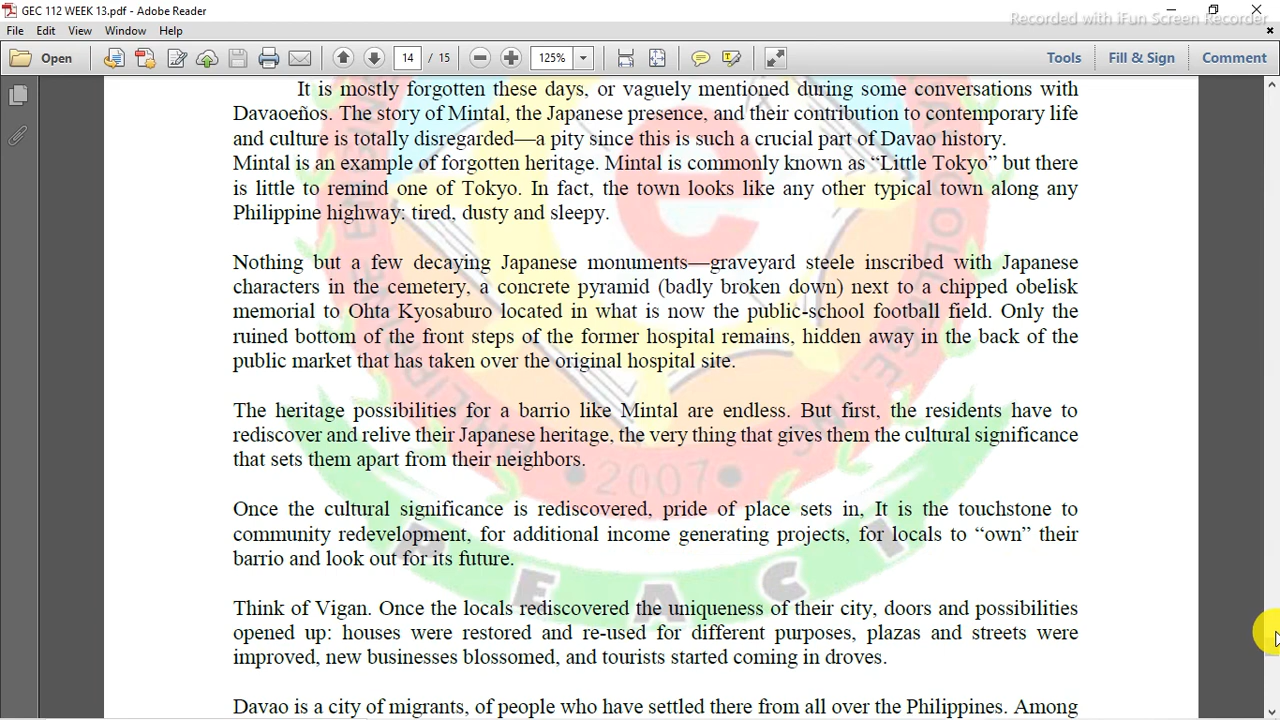 GEC 112 WEEK 13.pdf - Adobe Reader
Recorded with iFun Screen Recorder
File Edit View Window Help
Open 14 / 15 125% Tools Fill & Sign Comment
It is mostly forgotten these days, or vaguely mentioned during some conversations with
Davaoeños. The story of Mintal, the Japanese presence, and their contribution to contemporary life
and culture is totally disregarded—a pity since this is such a crucial part of Davao history.
Mintal is an example of forgotten heritage. Mintal is commonly known as “Little Tokyo” but there
is little to remind one of Tokyo. In fact, the town looks like any other typical town along any
Philippine highway: tired, dusty and sleepy.
Nothing but a few decaying Japanese monuments—graveyard steele inscribed with Japanese
characters in the cemetery, a concrete pyramid (badly broken down) next to a chipped obelisk
memorial to Ohta Kyosaburo located in what is now the public-school football field. Only the
ruined bottom of the front steps of the former hospital remains, hidden away in the back of the
public market that has taken over the original hospital site.
The heritage possibilities for a barrio like Mintal are endless. But first, the residents have to
rediscover and relive their Japanese heritage, the very thing that gives them the cultural significance
that sets them apart from their neighbors.
Once the cultural significance is rediscovered, pride of place sets in, It is the touchstone to
community redevelopment, for additional income generating projects, for locals to “own” their
barrio and look out for its future.
Think of Vigan. Once the locals rediscovered the uniqueness of their city, doors and possibilities
opened up: houses were restored and re-used for different purposes, plazas and streets were
improved, new businesses blossomed, and tourists started coming in droves.
Davao is a city of migrants, of people who have settled there from all over the Philippines. Among
2007
PEACI